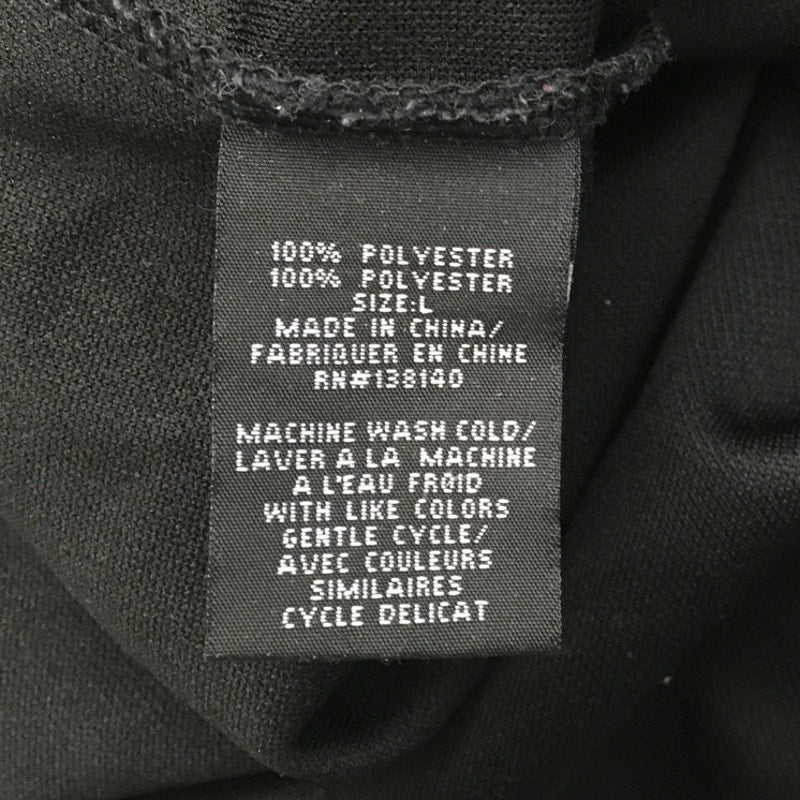 100% POLYESTER
100% POLYESTER
SIZE:L
MADE IN CHINA/
FABRIQUER EN CHINE
RN#138140
MACHINE WASH COLD/
LAVER A LA MACHINE
A L'EAU FROID
WITH LIKE COLORS
GENTLE CYCLE/
AVEC COULEURS
SIMILAIRES
CYCLE DELICAT